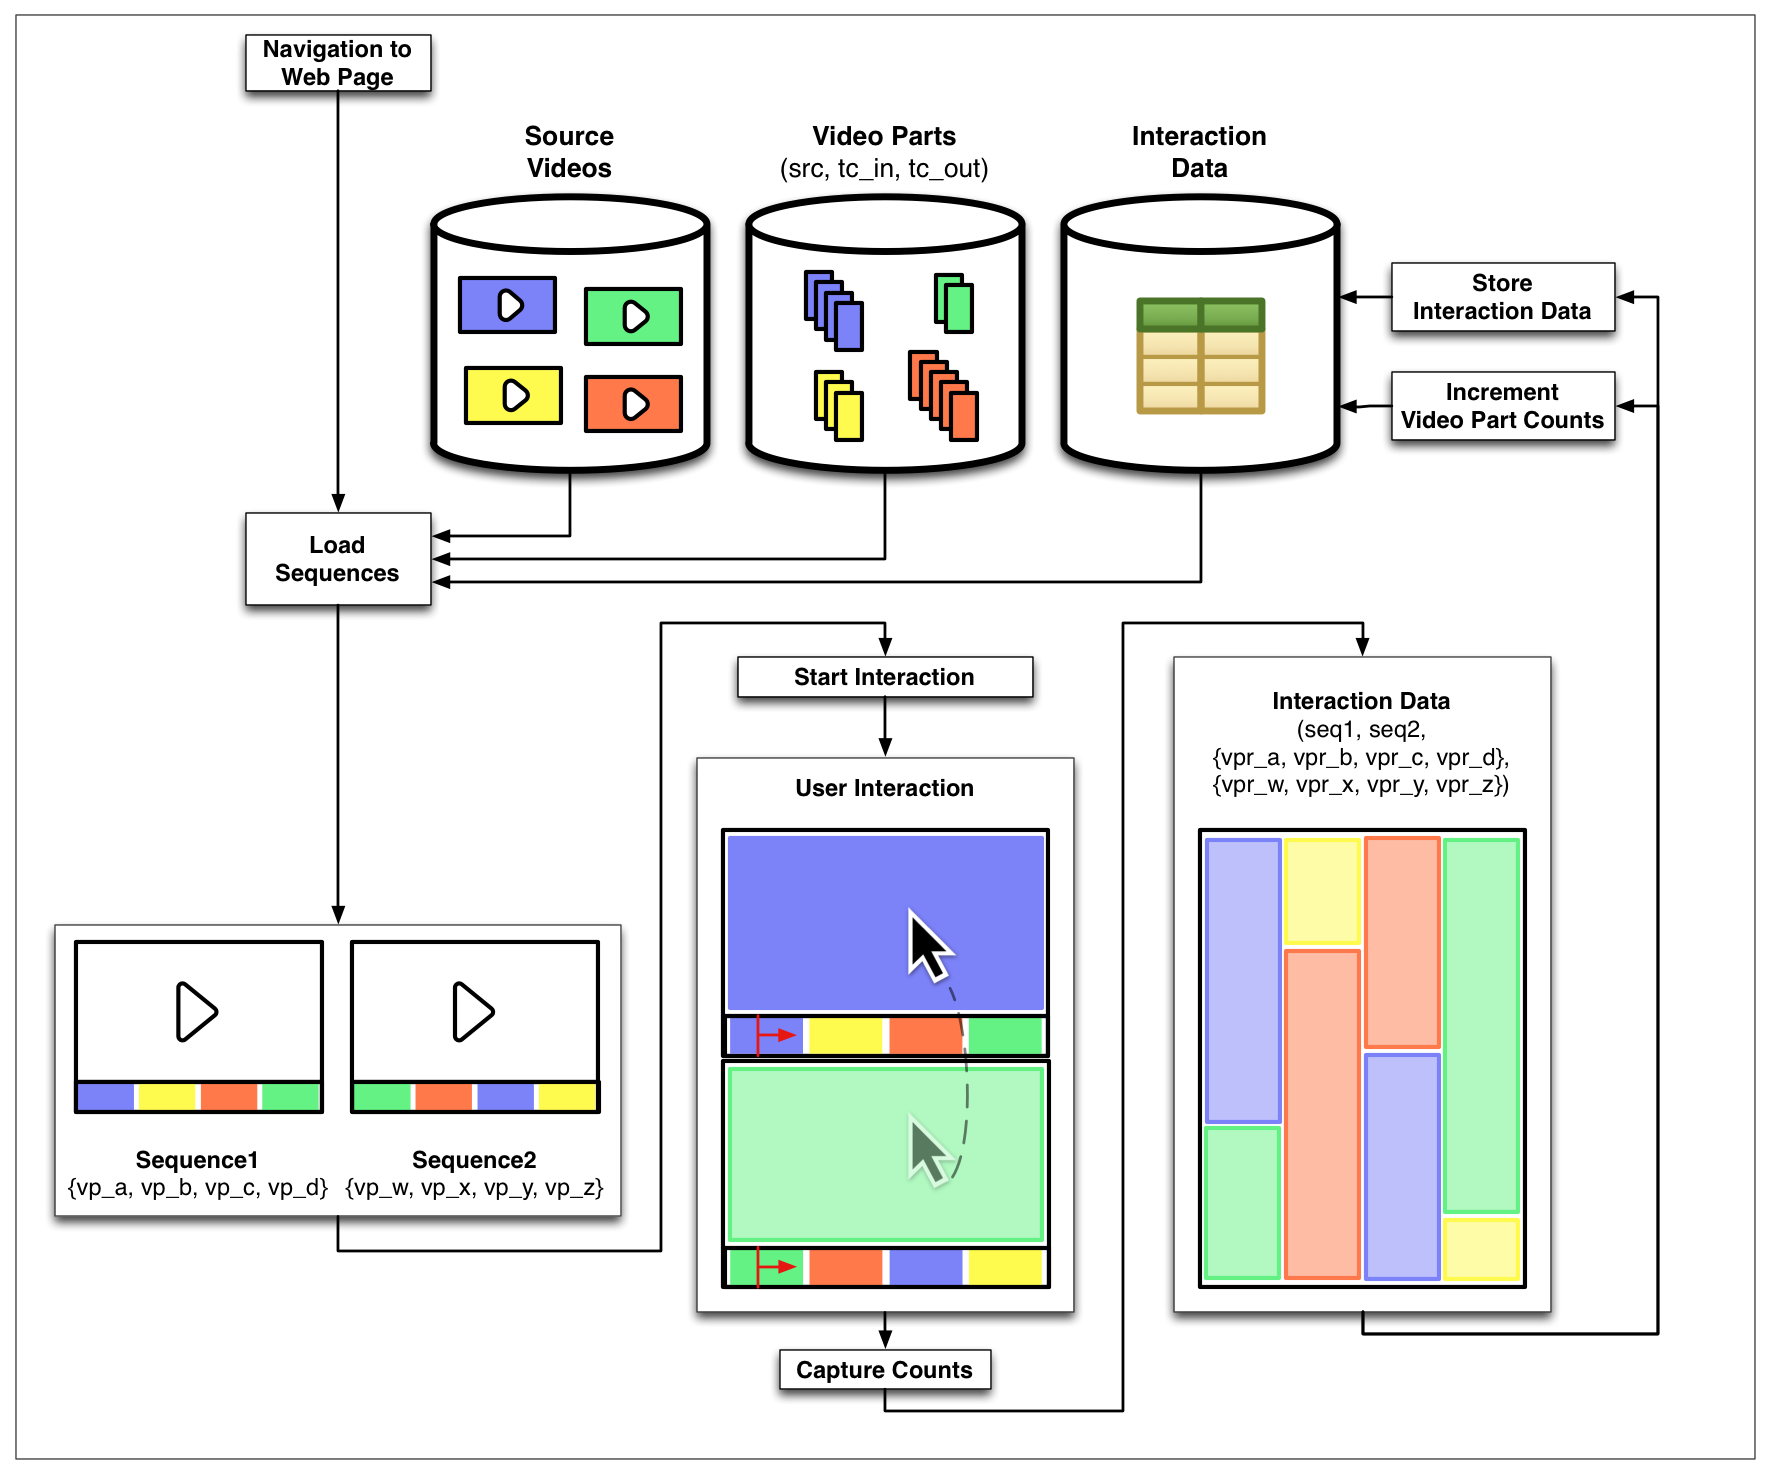 Navigation to
Web Page
Source
Videos
Video Parts
(src, tc_in, tc_out)
Interaction
Data
Store
Interaction Data
Increment
Video Part Counts
Load
Sequences
Start Interaction
User Interaction
Interaction Data
(seq1, seq2,
{vpr_a, vpr_b, vpr_c, vpr_d},
{vpr_w, vpr_x, vpr_y, vpr_z})
Sequence1
{vp_a, vp_b, vp_c, vp_d}
Sequence2
{vp_w, vp_x, vp_y, vp_z}
Capture Counts